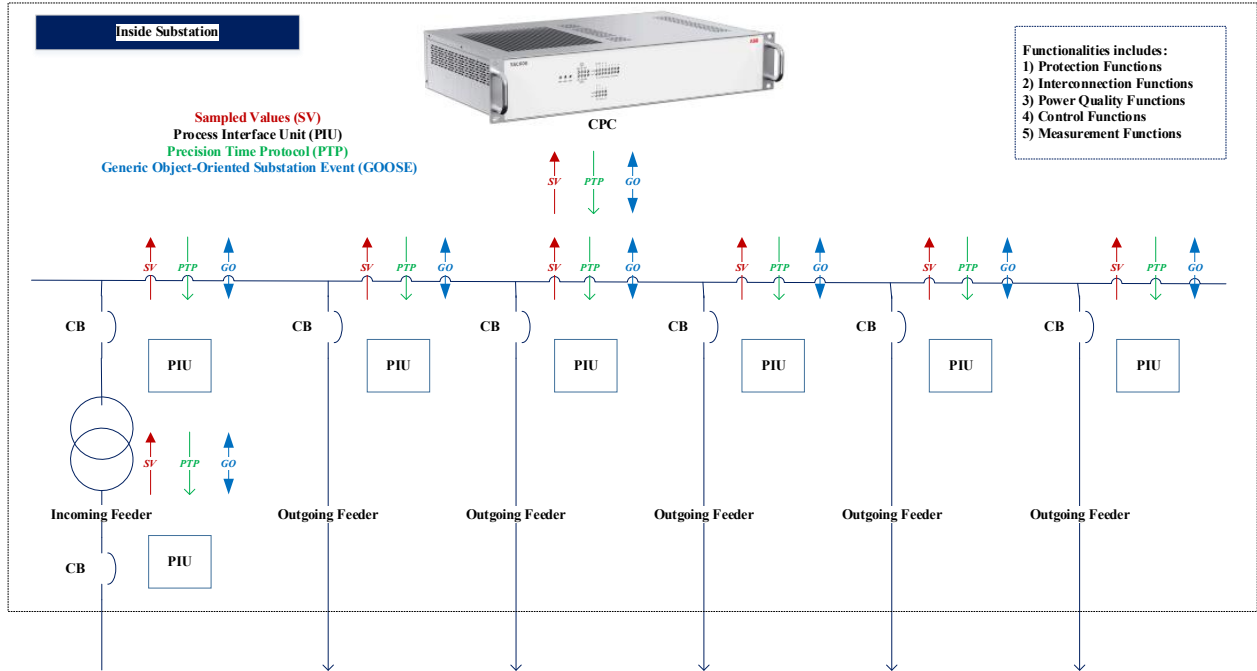 Inside Substation
ABB
Functionalities includes:
1) Protection Functions
2) Interconnection Functions
3) Power Quality Functions
4) Control Functions
5) Measurement Functions
Sampled Values (SV)
Process Interface Unit (PIU)
Precision Time Protocol (PTP)
Generic Object-Oriented Substation Event (GOOSE)
CPC
SV PTP GO
SV PTP GO SV PTP GO SV PTP GO SV PTP GO SV PTP GO SV PTP GO
CB CB CB CB CB CB
PIU PIU PIU PIU PIU PIU
SV PTP GO
Incoming Feeder Outgoing Feeder Outgoing Feeder Outgoing Feeder Outgoing Feeder Outgoing Feeder
CB PIU